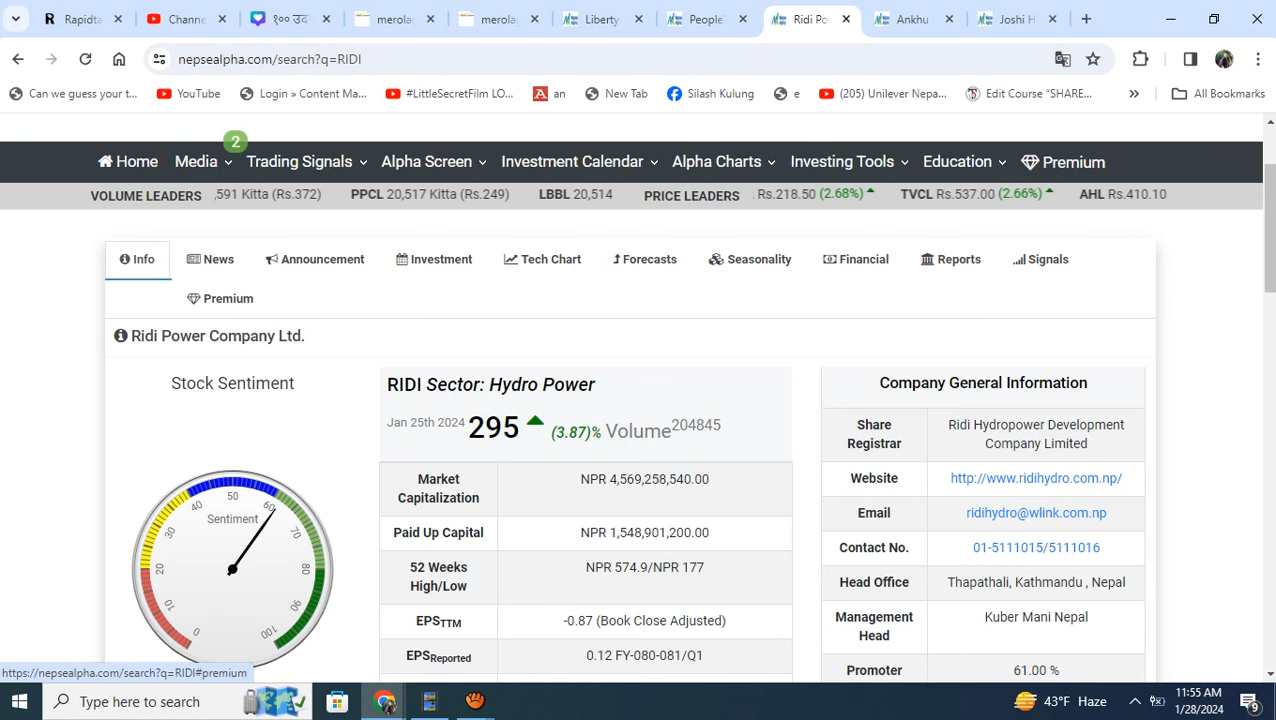 Rapidta
Channe
१०० उदा
merola
merola
Liberty
People
Ridi Po
Ankhu
Joshi H
nepsealpha.com/search?q=RIDI
Can we guess your t...
YouTube
Login » Content Ma...
#LittleSecretFilm LO...
an
New Tab
Silash Kulung
e
(205) Unilever Nepa...
Edit Course “SHARE...
»
All Bookmarks
2
Home
Media
Trading Signals
Alpha Screen
Investment Calendar
Alpha Charts
Investing Tools
Education
Premium
VOLUME LEADERS
,591 Kitta (Rs.372)
PPCL 20,517 Kitta (Rs.249)
LBBL 20,514
PRICE LEADERS
. Rs.218.50 (2.68%)
TVCL Rs.537.00 (2.66%)
AHL Rs.410.10
Info
News
Announcement
Investment
Tech Chart
Forecasts
Seasonality
Financial
Reports
Signals
Premium
Ridi Power Company Ltd.
Stock Sentiment
0
10
20
30
40
50
60
70
80
90
100
Sentiment
RIDI Sector: Hydro Power
Jan 25th 2024 295 (3.87)% Volume 204845
Market Capitalization
NPR 4,569,258,540.00
Paid Up Capital
NPR 1,548,901,200.00
52 Weeks High/Low
NPR 574.9/NPR 177
EPSTTM
-0.87 (Book Close Adjusted)
EPSReported
0.12 FY-080-081/Q1
Company General Information
Share Registrar
Ridi Hydropower Development Company Limited
Website
http://www.ridihydro.com.np/
Email
ridihydro@wlink.com.np
Contact No.
01-5111015/5111016
Head Office
Thapathali, Kathmandu , Nepal
Management Head
Kuber Mani Nepal
Promoter
61.00 %
https://nepsealpha.com/search?q=RIDI#premium
Type here to search
43°F Haze
11:55 AM
1/28/2024
9